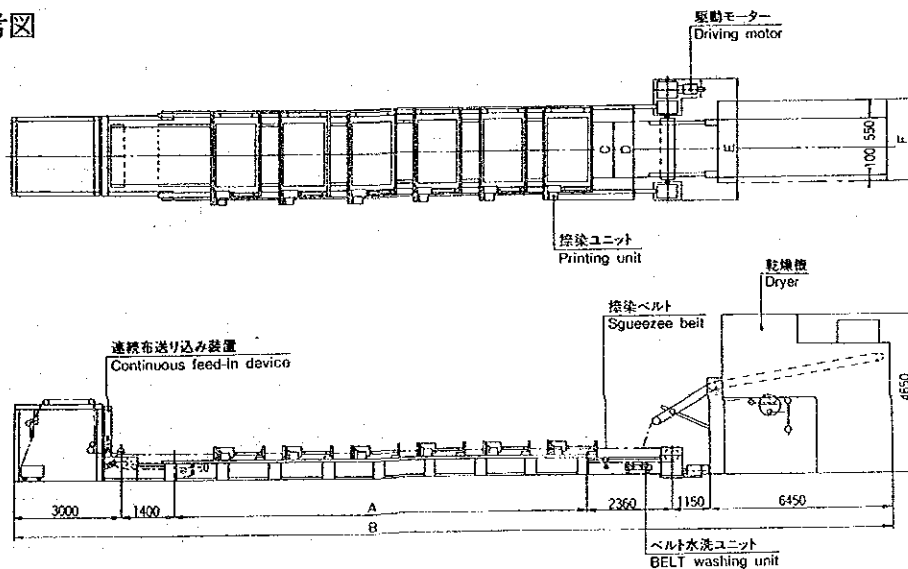 考図
駆動モーター
Driving motor
C
D
E
100 550
F
捺染ユニット
Printing unit
乾燥機
Dryer
捺染ベルト
Sgueezee belt
連続布送り込み装置
Continuous feed-in device
4650
3000
1400
A
2360
1150
6450
B
ベルト水洗ユニット
BELT washing unit